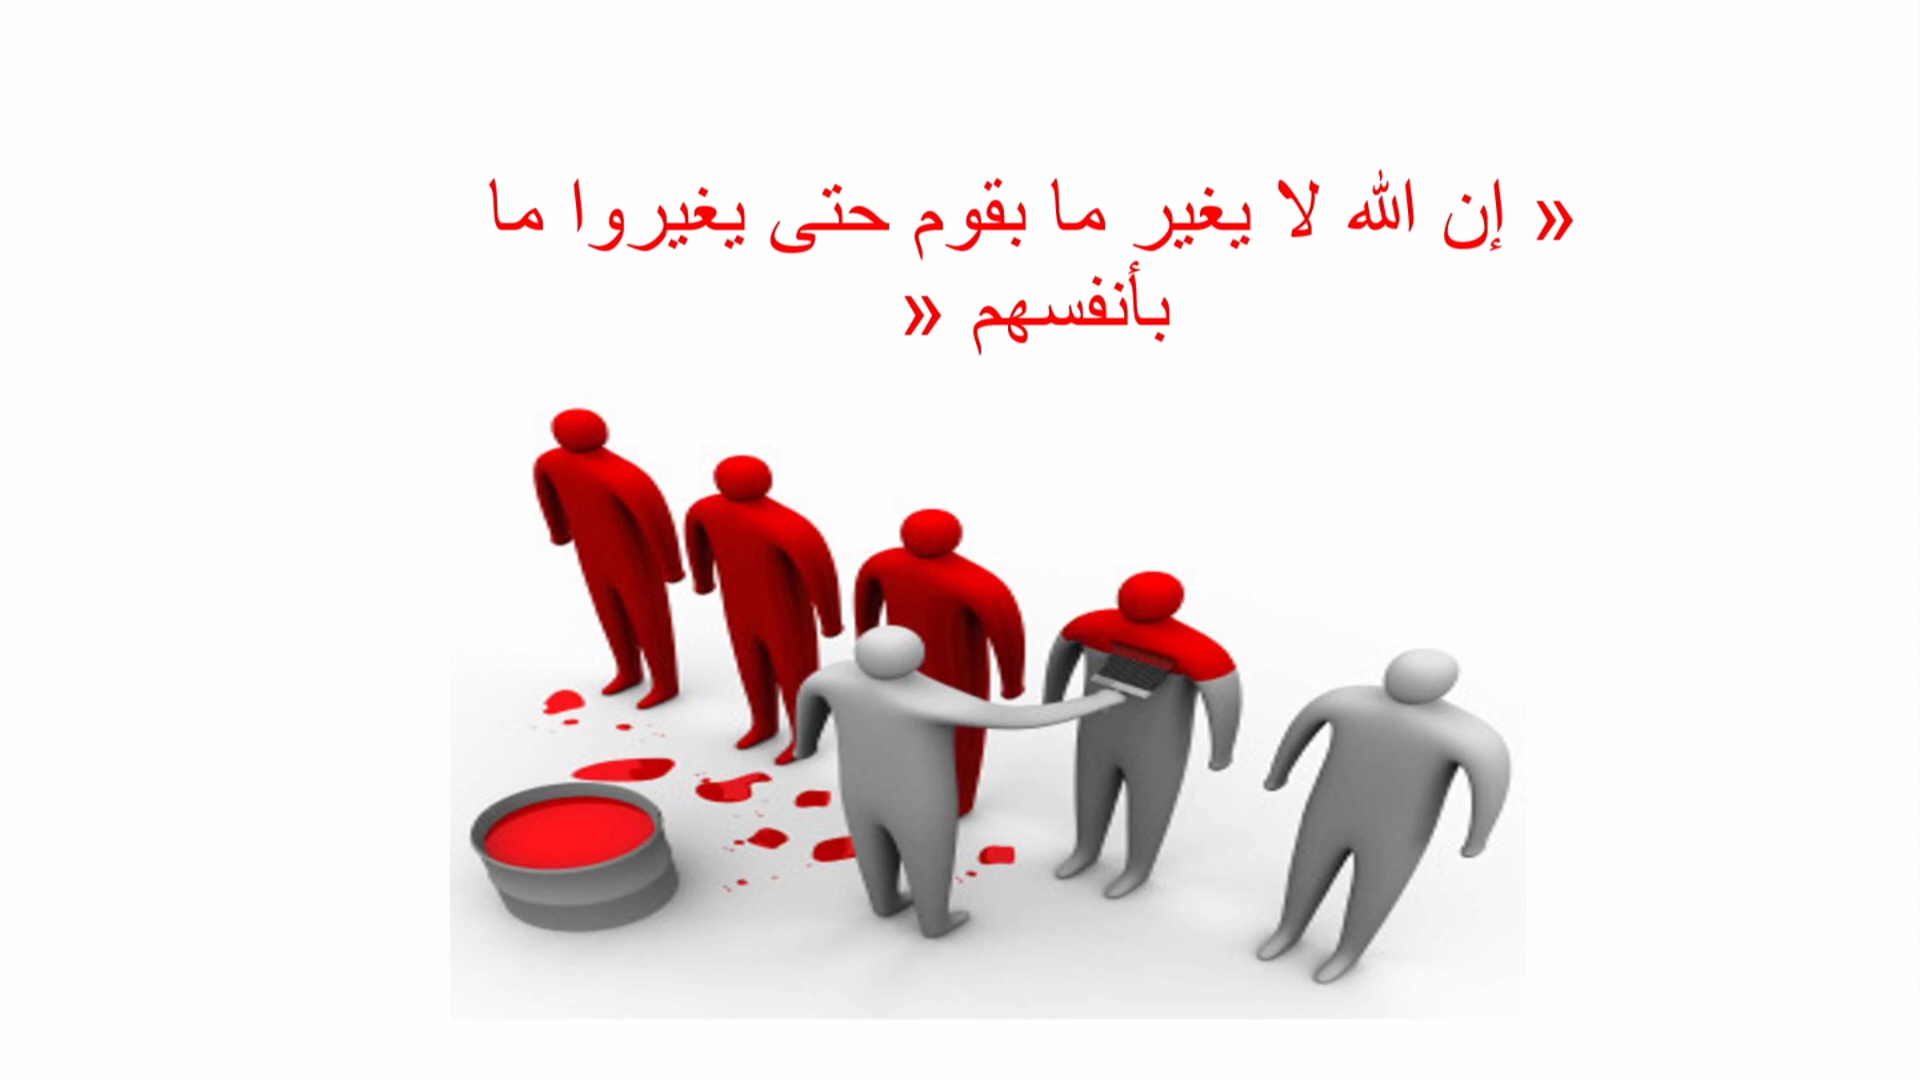 « إن الله لا يغير ما بقوم حتى يغيروا ما
بأنفسهم «